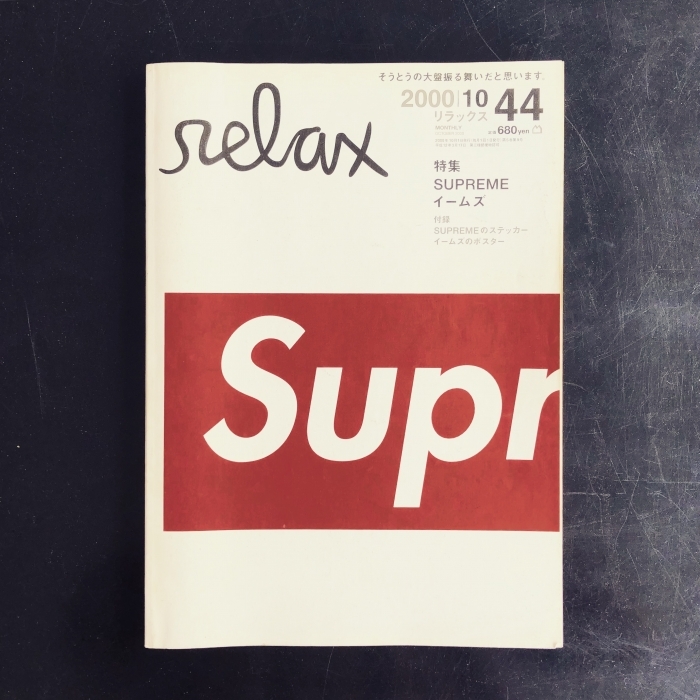 そうとうの大盤振る舞いだと思います。
relax
2000|10
44
リラックス
MONTHLY
680yen
特集
SUPREME
イームズ
付録
SUPREMEのステッカー
イームズのポスター
Supr